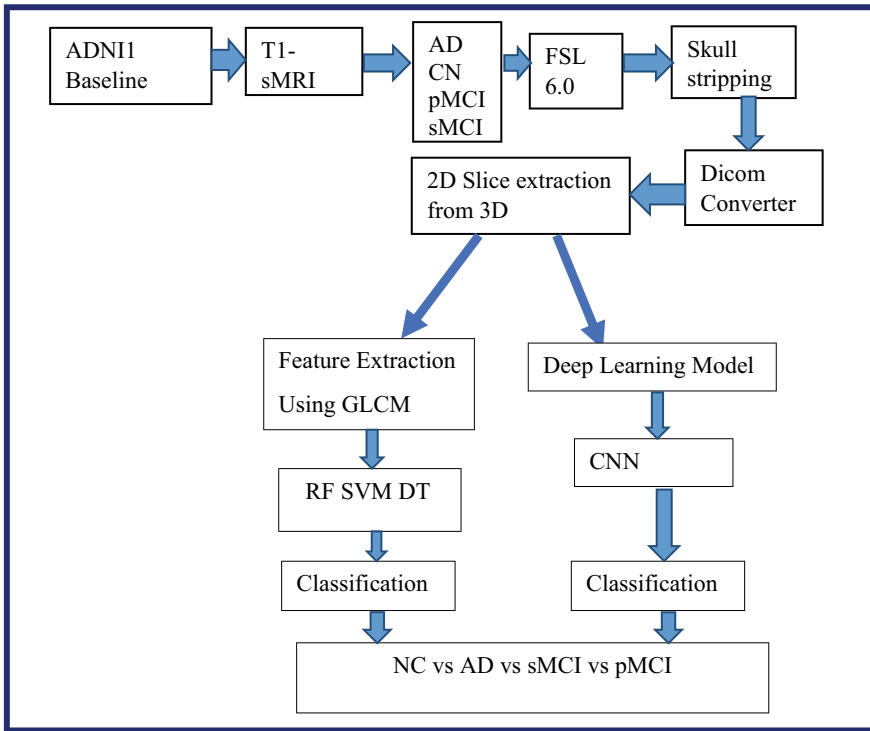 ADNI1
Baseline
T1-
sMRI
AD
CN
pMCI
sMCI
FSL
6.0
Skull
stripping
Dicom
Converter
2D Slice extraction
from 3D
Feature Extraction
Using GLCM
RF SVM DT
Classification
Deep Learning Model
CNN
Classification
NC vs AD vs sMCI vs pMCI